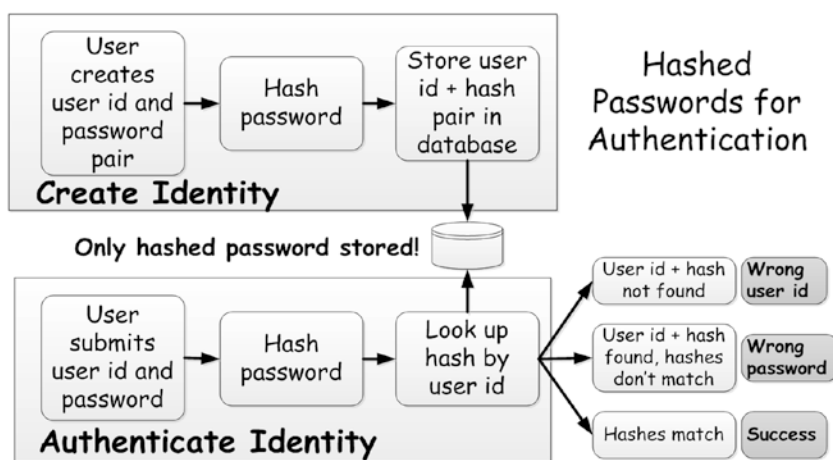 User
creates
user id and
password
pair
Hash
password
Store user
id + hash
pair in
database
Create Identity
Hashed
Passwords for
Authentication
Only hashed password stored!
User
submits
user id and
password
Hash
password
Look up
hash by
user id
Authenticate Identity
User id + hash
not found
Wrong
user id
User id + hash
found, hashes
don't match
Wrong
password
Hashes match
Success